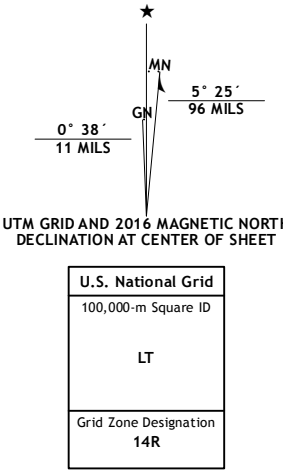 ★
MN
5° 25´
96 MILS
GN
0° 38´
11 MILS
UTM GRID AND 2016 MAGNETIC NORTH
DECLINATION AT CENTER OF SHEET
U.S. National Grid
100,000-m Square ID
LT
Grid Zone Designation
14R